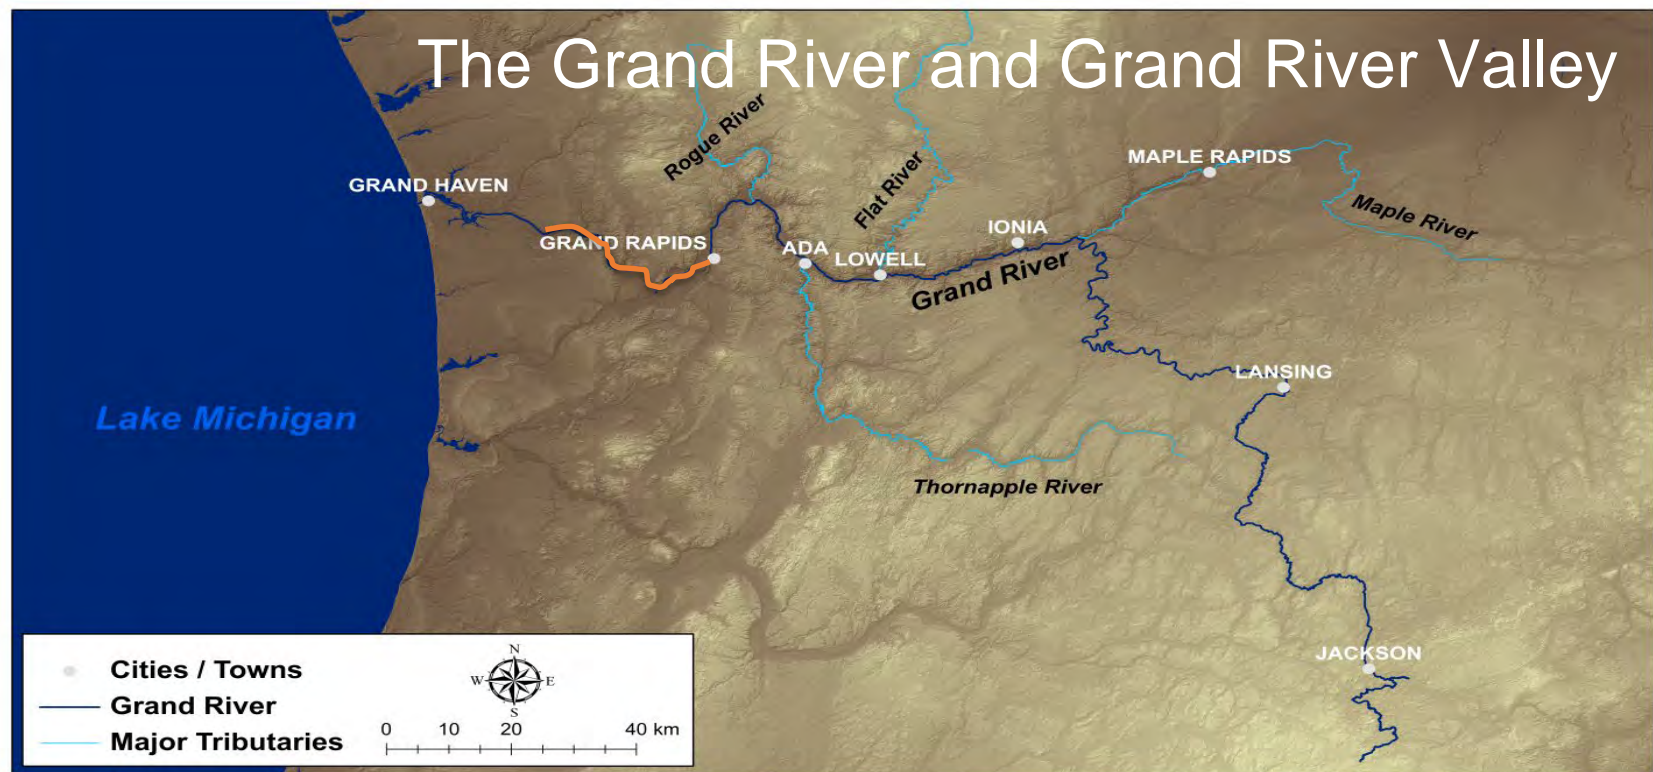 The Grand River and Grand River Valley
Rogue River
Flat River
MAPLE RAPIDS
GRAND HAVEN
Maple River
IONIA
GRAND RAPIDS
ADA
LOWELL
Grand River
LANSING
Lake Michigan
Thornapple River
JACKSON
Cities / Towns
Grand River
Major Tributaries
N
W E
S
0 10 20 40 km